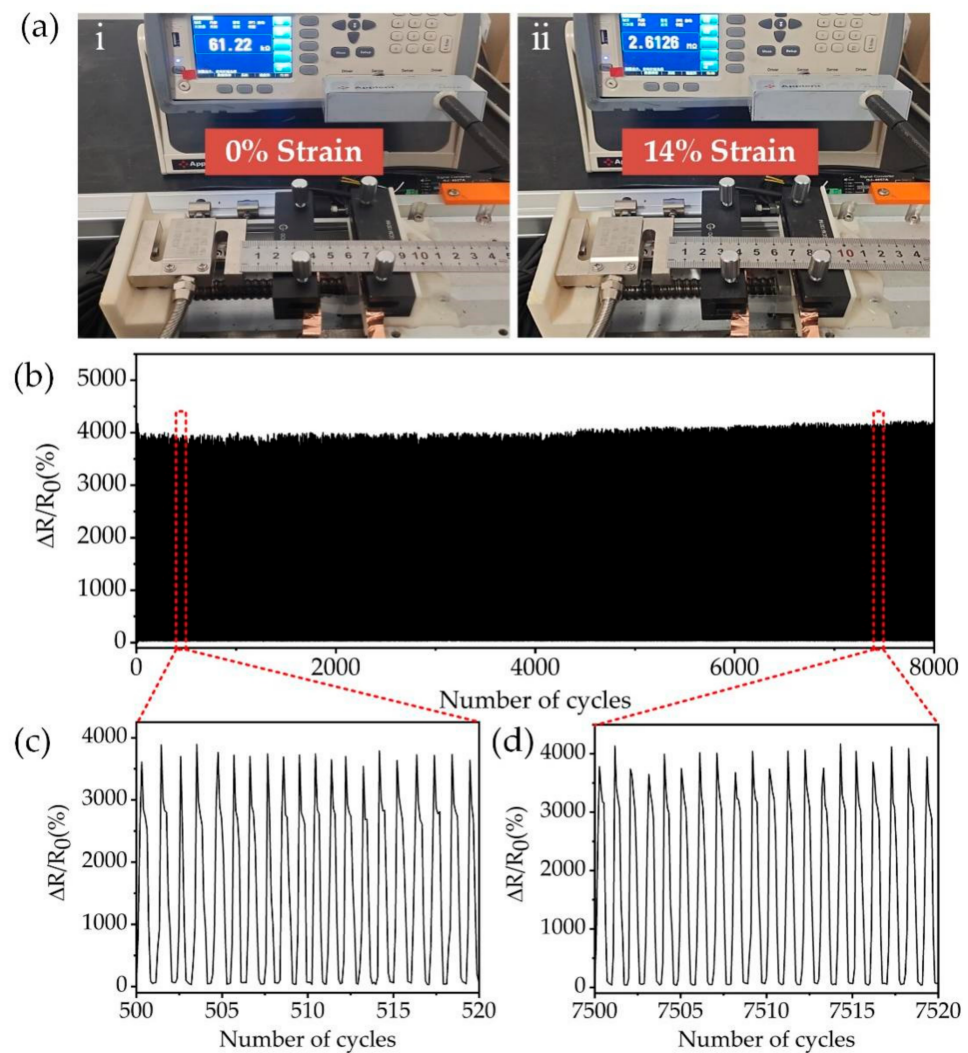 (a)
i
61.22 kΩ
0% Strain
ii
2.6126 MΩ
14% Strain
(b)
5000
4000
3000
2000
1000
0
ΔR/R0(%)
0 2000 4000 6000 8000
Number of cycles
(c)
4000
3000
2000
1000
0
ΔR/R0(%)
500 505 510 515 520
Number of cycles
(d)
4000
3000
2000
1000
0
ΔR/R0(%)
7500 7505 7510 7515 7520
Number of cycles